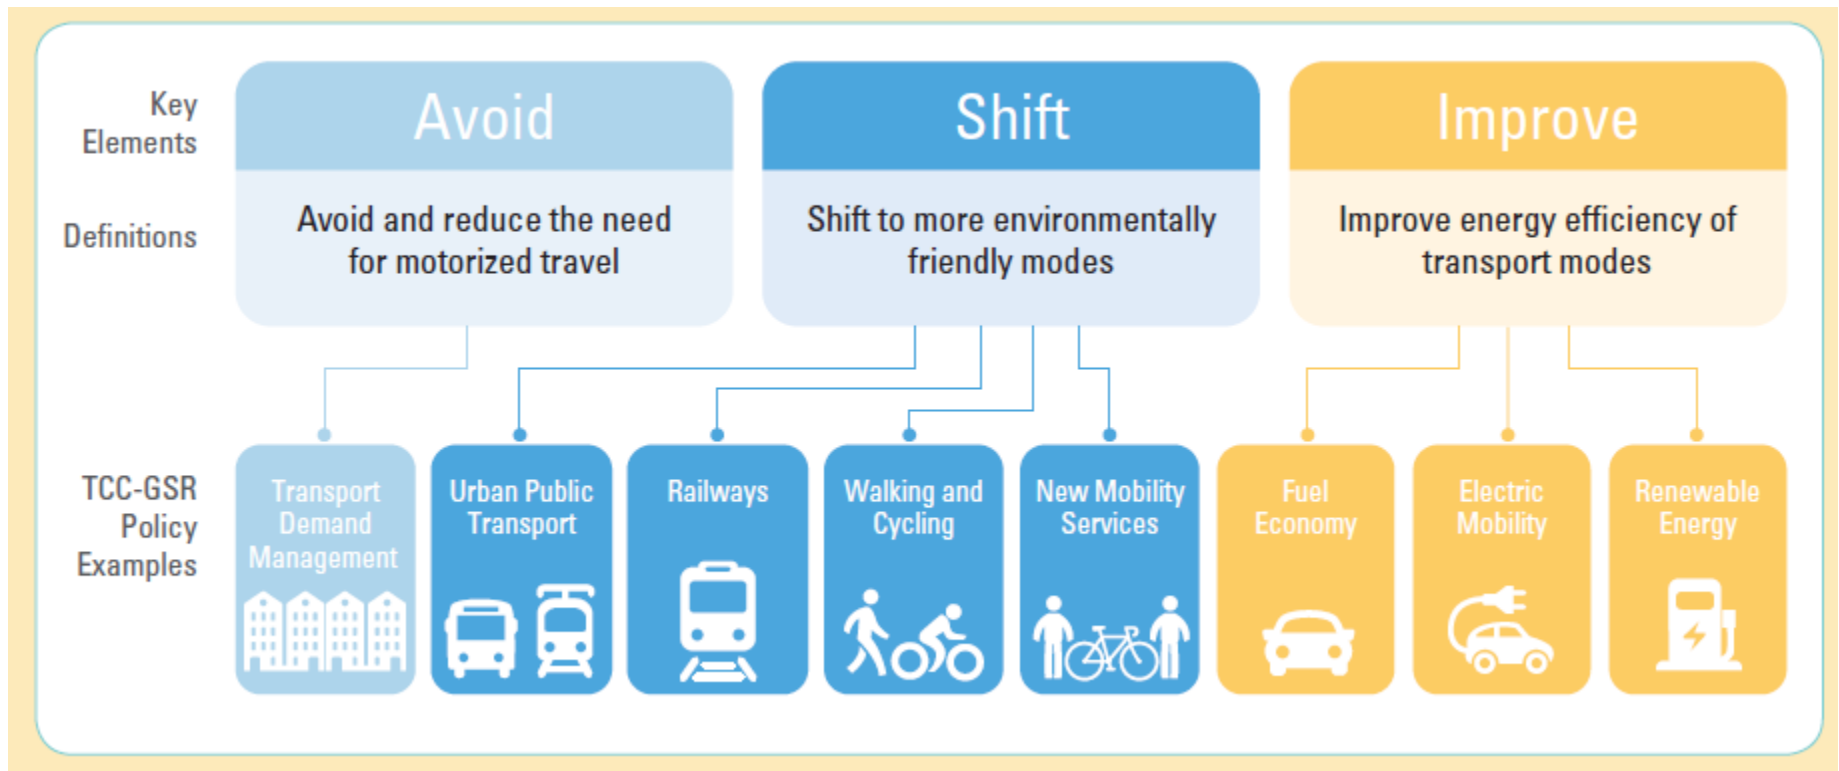 Key
Elements
Avoid
Shift
Improve
Definitions
Avoid and reduce the need
for motorized travel
Shift to more environmentally
friendly modes
Improve energy efficiency of
transport modes
TCC-GSR
Policy
Examples
Transport
Demand
Management
Urban Public
Transport
Railways
Walking and
Cycling
New Mobility
Services
Fuel
Economy
Electric
Mobility
Renewable
Energy